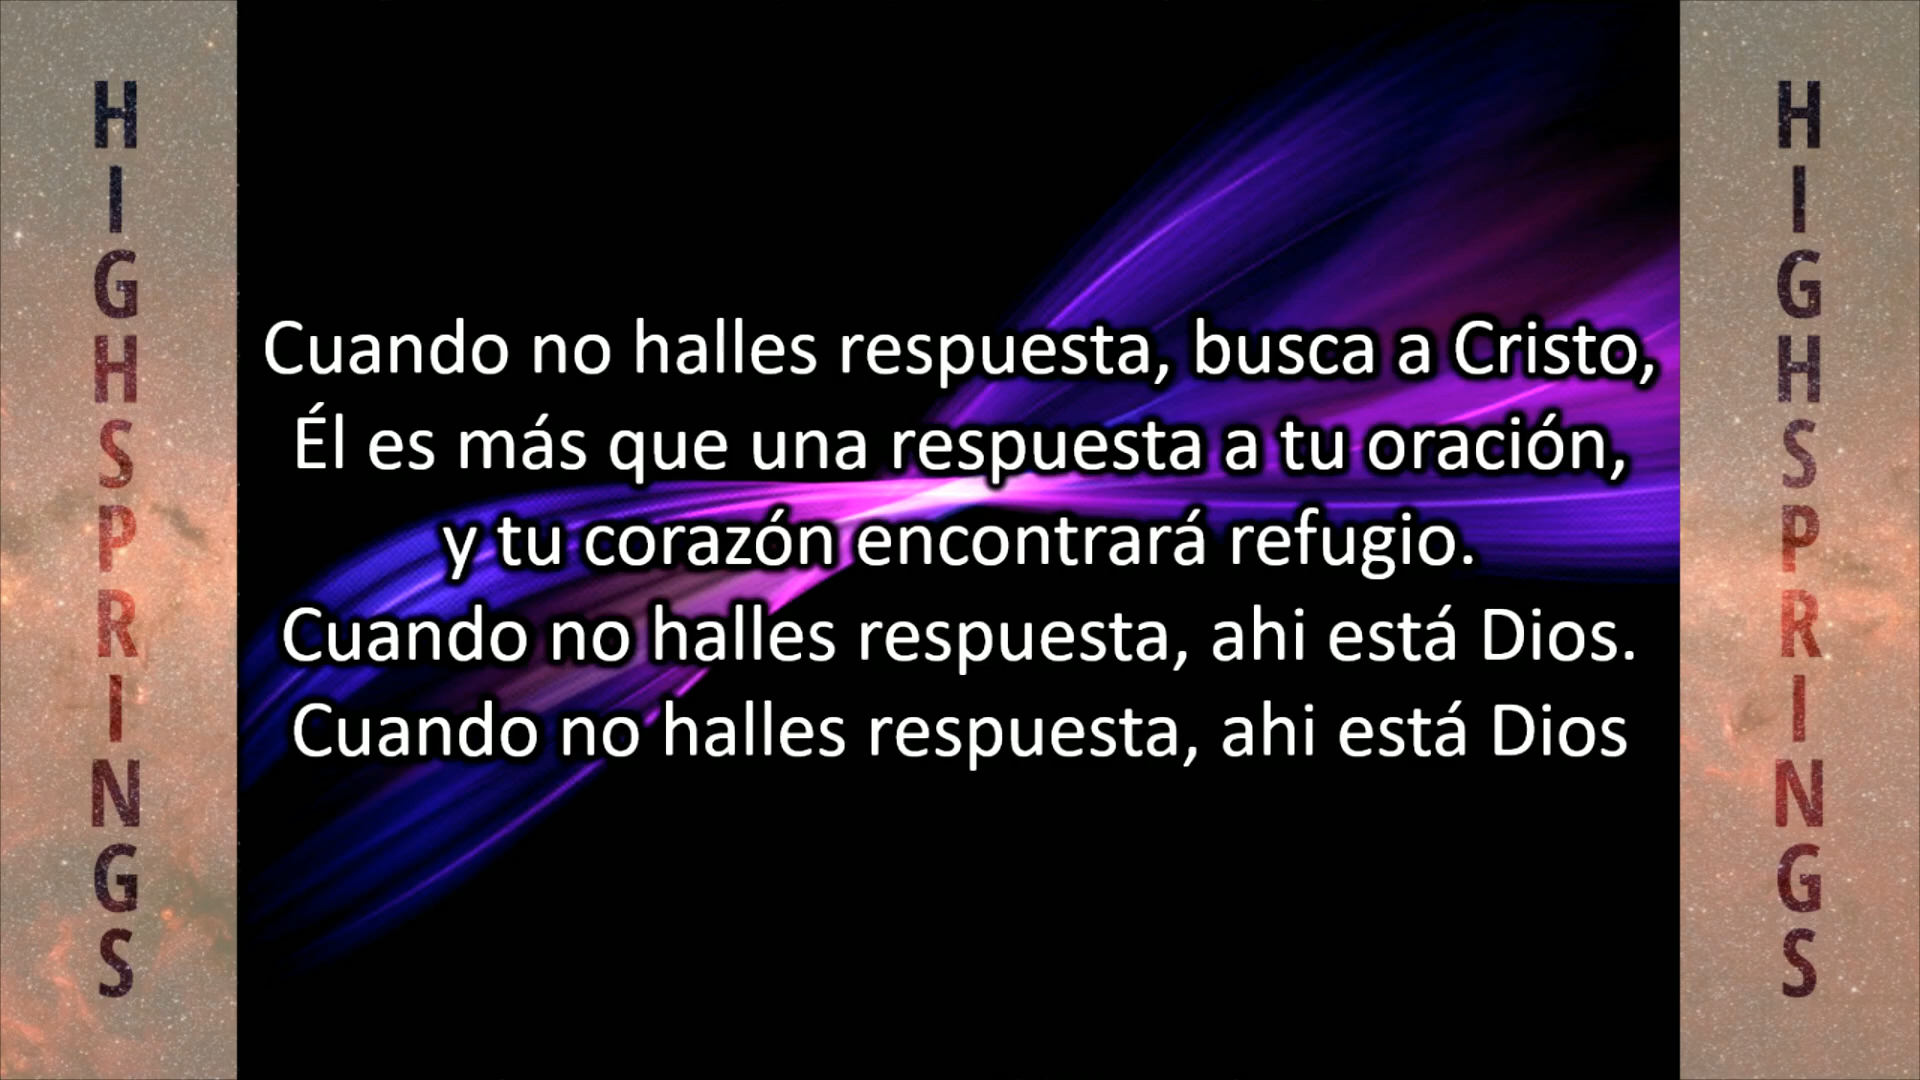 HIGHSPRINGS
Cuando no halles respuesta, busca a Cristo,
Él es más que una respuesta a tu oración,
y tu corazón encontrará refugio.
Cuando no halles respuesta, ahi está Dios.
Cuando no halles respuesta, ahi está Dios
HIGHSPRINGS